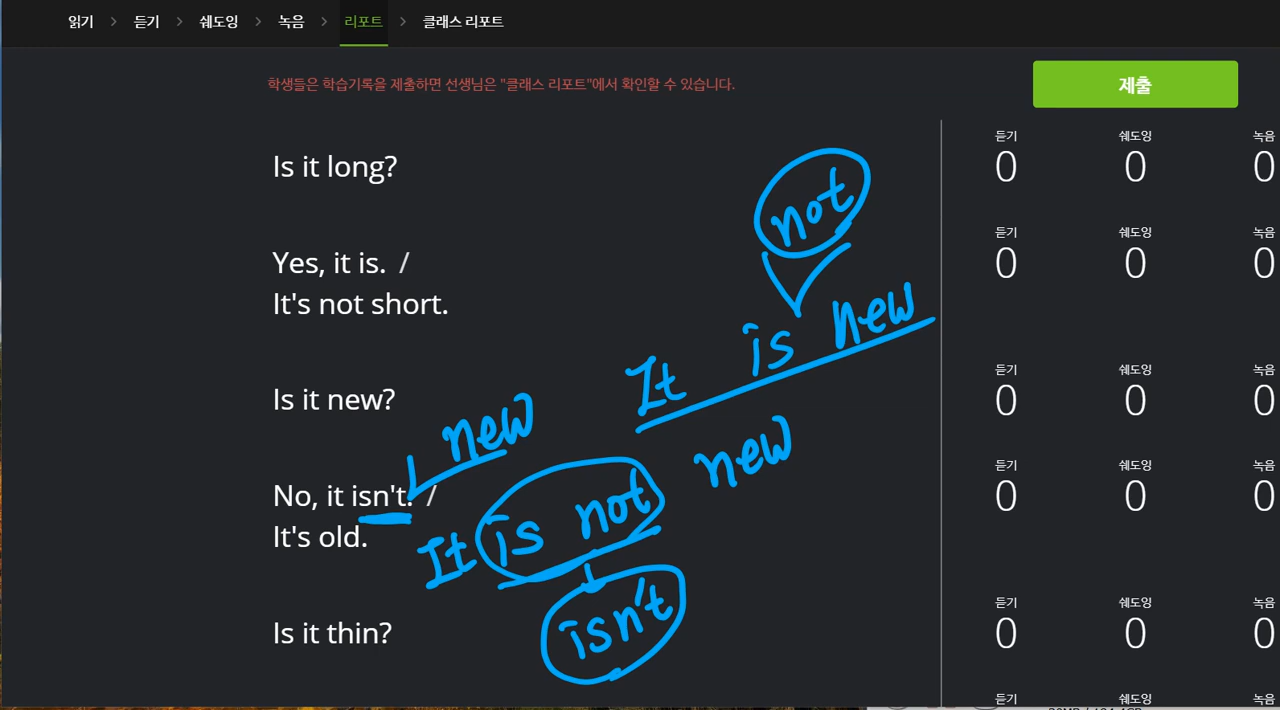 읽기 > 듣기 > 쉐도잉 > 녹음 > 리포트 > 클래스 리포트
학생들은 학습기록을 제출하면 선생님은 "클래스 리포트"에서 확인할 수 있습니다.
제출
듣기 쉐도잉 녹음
Is it long? 0 0 0
not
듣기 쉐도잉 녹음
Yes, it is. / 0 0 0
It's not short.
It is new
듣기 쉐도잉 녹음
Is it new? 0 0 0
new
new
듣기 쉐도잉 녹음
No, it isn't. / 0 0 0
It's old.
It is not
isn't
듣기 쉐도잉 녹음
Is it thin? 0 0 0
듣기 쉐도잉 녹음